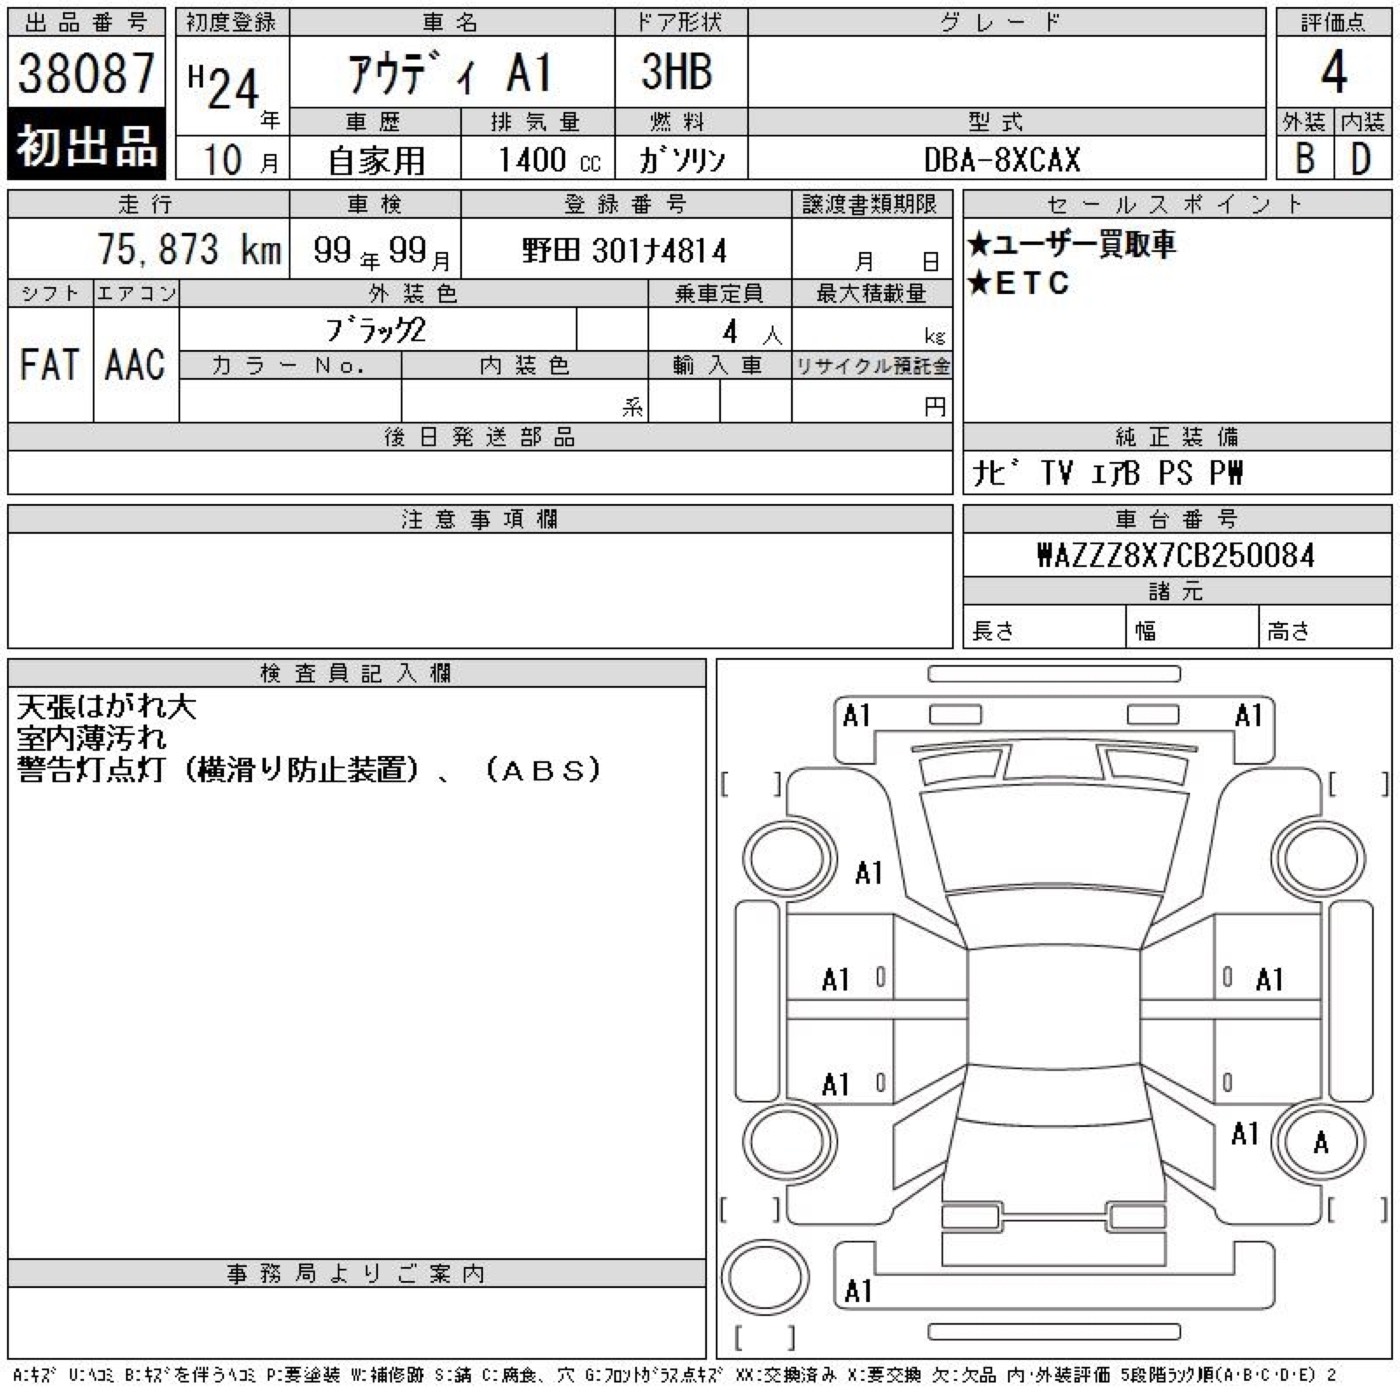 出品番号
38087
初出品
初度登録
H24年
10月
車名
アウディ A1
ドア形状
3HB
グレード
車歴
自家用
排気量
1400 cc
燃料
ガソリン
型式
DBA-8XCAX
評価点
4
外装 内装
B D
走行
75,873 km
車検
99年99月
登録番号
野田 301ナ4814
譲渡書類期限
月 日
シフト
FAT
エアコン
AAC
外装色
ブラック2
乗車定員
4 人
最大積載量
kg
カラーNo.
内装色
系
輸入車
リサイクル預託金
円
後日発送部品
セールスポイント
★ユーザー買取車
★ETC
純正装備
ナビ TV エアB PS PW
注意事項欄
車台番号
WAZZZ8X7CB250084
諸元
長さ 幅 高さ
検査員記入欄
天張はがれ大
室内薄汚れ
警告灯点灯（横滑り防止装置）、（ABS）
事務局よりご案内
A1 A1
[ ] [ ]
A1
A1 A1
A1
A1 A
[ ] [ ]
A1
[ ]
A:キズ U:ヘコミ B:キズを伴うヘコミ P:要塗装 W:補修跡 S:錆 C:腐食、穴 G:フロントガラス点キズ XX:交換済み X:要交換 欠:欠品 内・外装評価 5段階ランク順(A・B・C・D・E) 2